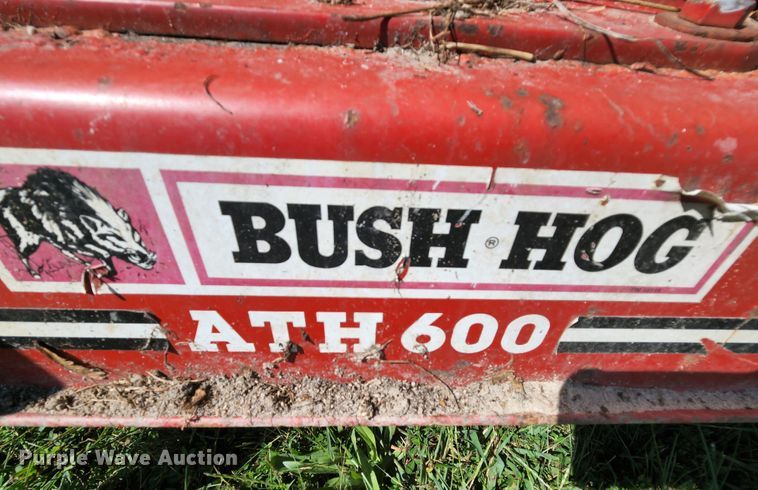 BUSH ® HOG
ATH 600
Purple Wave Auction